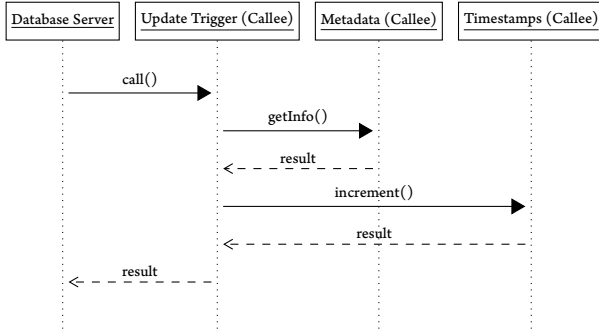 Database Server
Update Trigger (Callee)
Metadata (Callee)
Timestamps (Callee)
call()
getInfo()
result
increment()
result
result